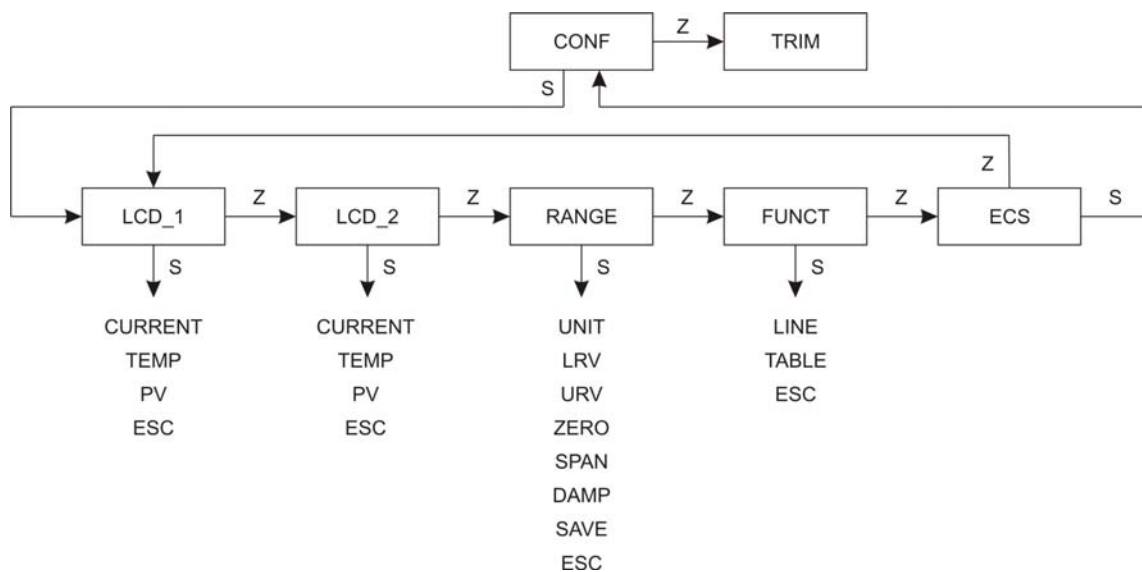 CONF
Z
TRIM
S
Z
LCD_1
Z
LCD_2
Z
RANGE
Z
FUNCT
Z
ECS
S
S
S
S
S
CURRENT
TEMP
PV
ESC
CURRENT
TEMP
PV
ESC
UNIT
LRV
URV
ZERO
SPAN
DAMP
SAVE
ESC
LINE
TABLE
ESC